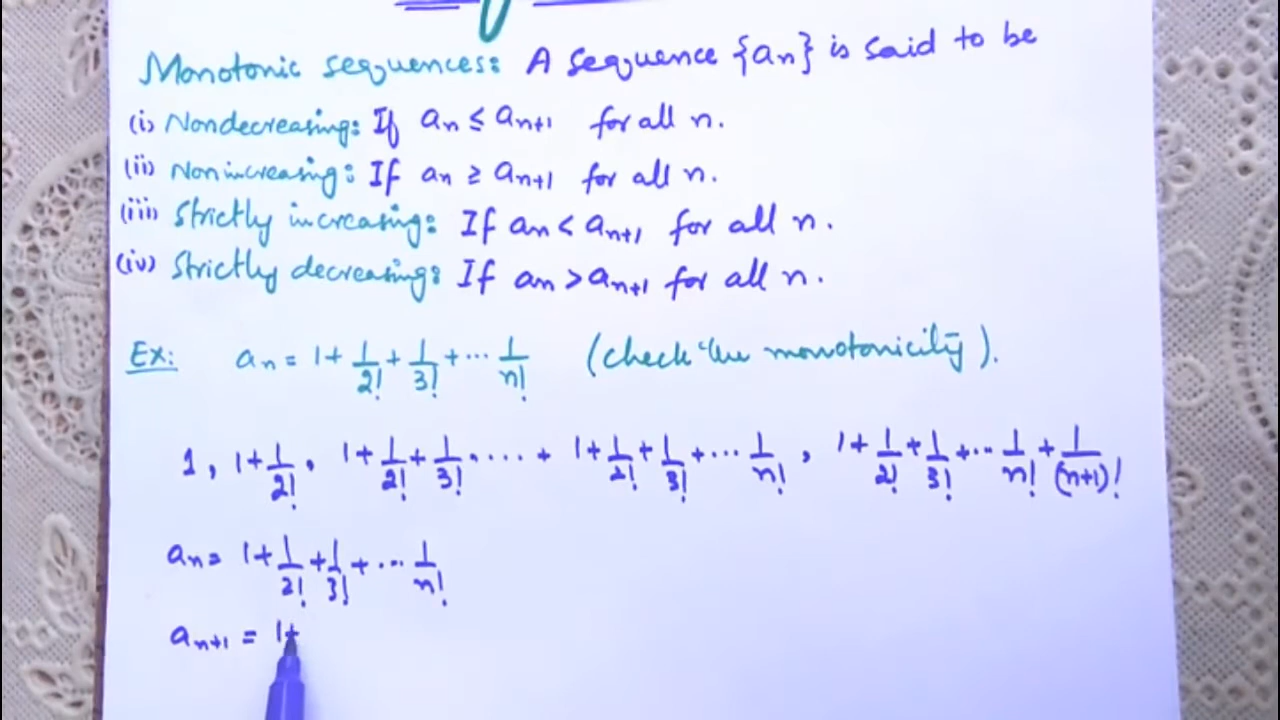 Monotonic sequences: A sequence {an} is said to be
(i) Nondecreasing: If an ≤ an+1 for all n.
(ii) Nonincreasing: If an ≥ an+1 for all n.
(iii) Strictly increasing: If an < an+1 for all n.
(iv) Strictly decreasing: If an > an+1 for all n.
Ex: an = 1 + 1/2! + 1/3! + ... 1/n! (check the monotonicity).
1, 1 + 1/2!, 1 + 1/2! + 1/3! .... + 1 + 1/2! + 1/3! + ... 1/n!, 1 + 1/2! + 1/3! + ... 1/n! + 1/(n+1)!
an = 1 + 1/2! + 1/3! + ... 1/n!
an+1 = 1+